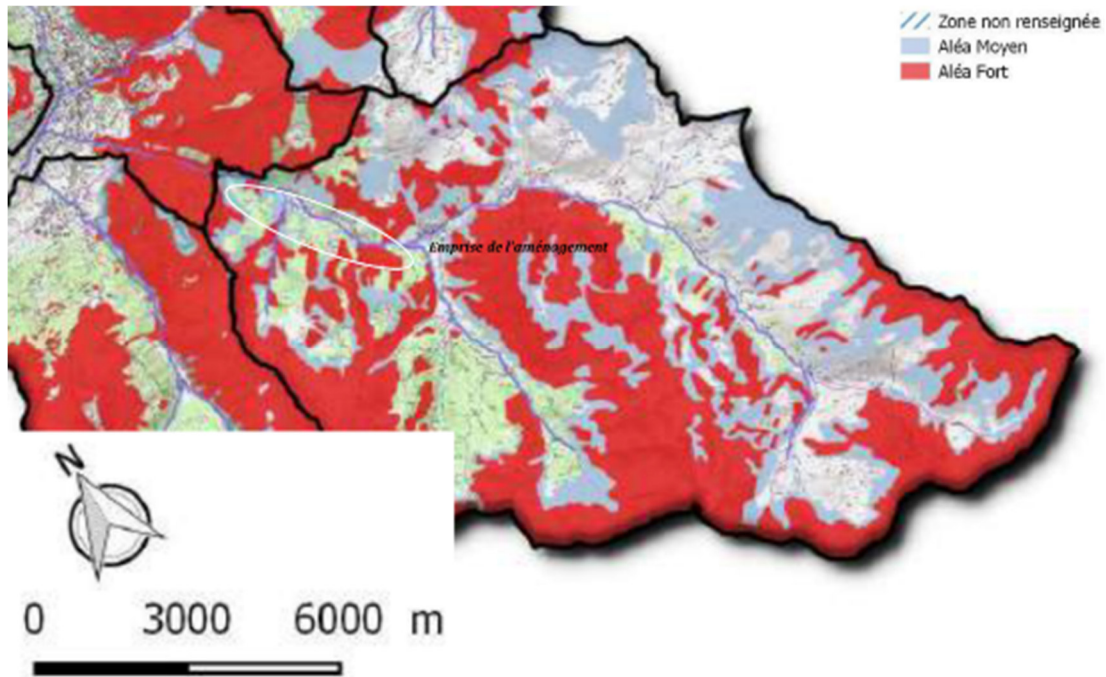 Zone non renseignée
Aléa Moyen
Aléa Fort
Emprise de l'aménagement
N
0 3000 6000 m